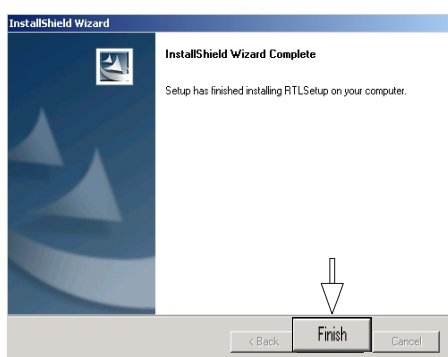 InstallShield Wizard
InstallShield Wizard Complete
Setup has finished installing RTLSetup on your computer.
< Back
Finish
Cancel